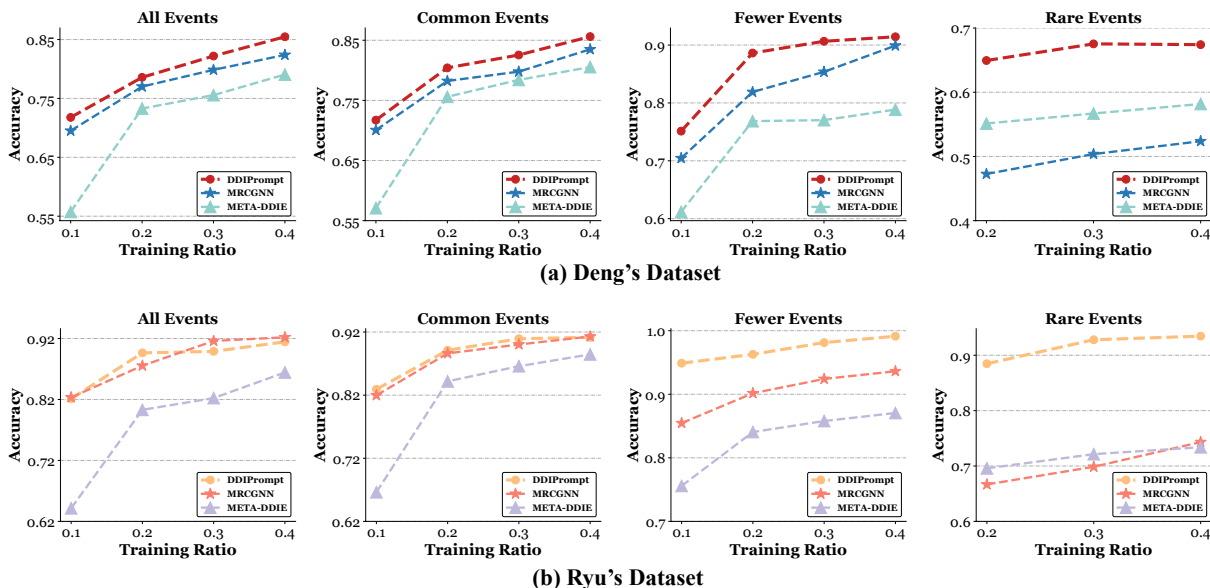 All Events
Accuracy
0.85
0.75
0.65
0.55
DDIPrompt
MRCGNN
META-DDIE
0.1 0.2 0.3 0.4
Training Ratio
Common Events
Accuracy
0.85
0.75
0.65
0.55
DDIPrompt
MRCGNN
META-DDIE
0.1 0.2 0.3 0.4
Training Ratio
Fewer Events
Accuracy
0.9
0.8
0.7
0.6
DDIPrompt
MRCGNN
META-DDIE
0.1 0.2 0.3 0.4
Training Ratio
Rare Events
Accuracy
0.7
0.6
0.5
0.4
DDIPrompt
MRCGNN
META-DDIE
0.2 0.3 0.4
Training Ratio
(a) Deng's Dataset
All Events
Accuracy
0.92
0.82
0.72
0.62
DDIPrompt
MRCGNN
META-DDIE
0.1 0.2 0.3 0.4
Training Ratio
Common Events
Accuracy
0.92
0.82
0.72
0.62
DDIPrompt
MRCGNN
META-DDIE
0.1 0.2 0.3 0.4
Training Ratio
Fewer Events
Accuracy
1.0
0.9
0.8
0.7
DDIPrompt
MRCGNN
META-DDIE
0.1 0.2 0.3 0.4
Training Ratio
Rare Events
Accuracy
0.9
0.8
0.7
0.6
DDIPrompt
MRCGNN
META-DDIE
0.2 0.3 0.4
Training Ratio
(b) Ryu's Dataset